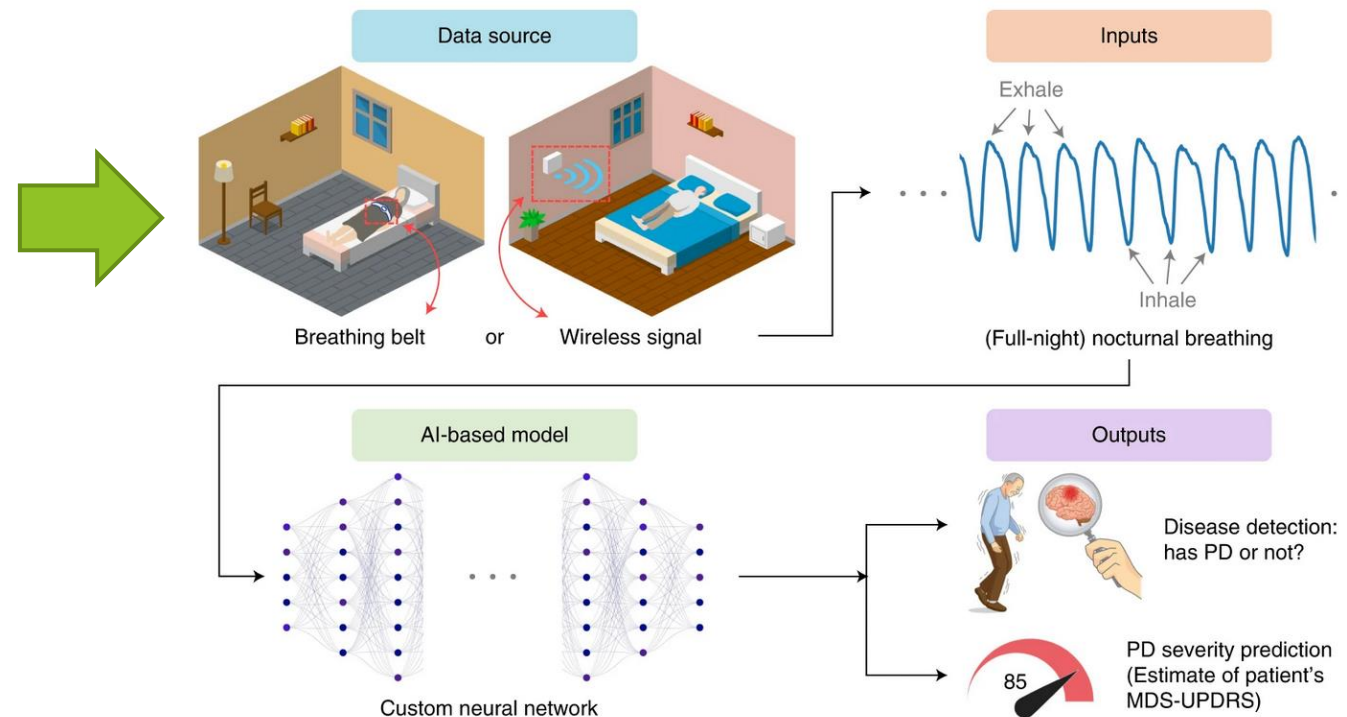 Data source
Inputs
Exhale
Inhale
Breathing belt or Wireless signal
(Full-night) nocturnal breathing
AI-based model
Outputs
Disease detection:
has PD or not?
85
PD severity prediction
(Estimate of patient's
MDS-UPDRS)
Custom neural network